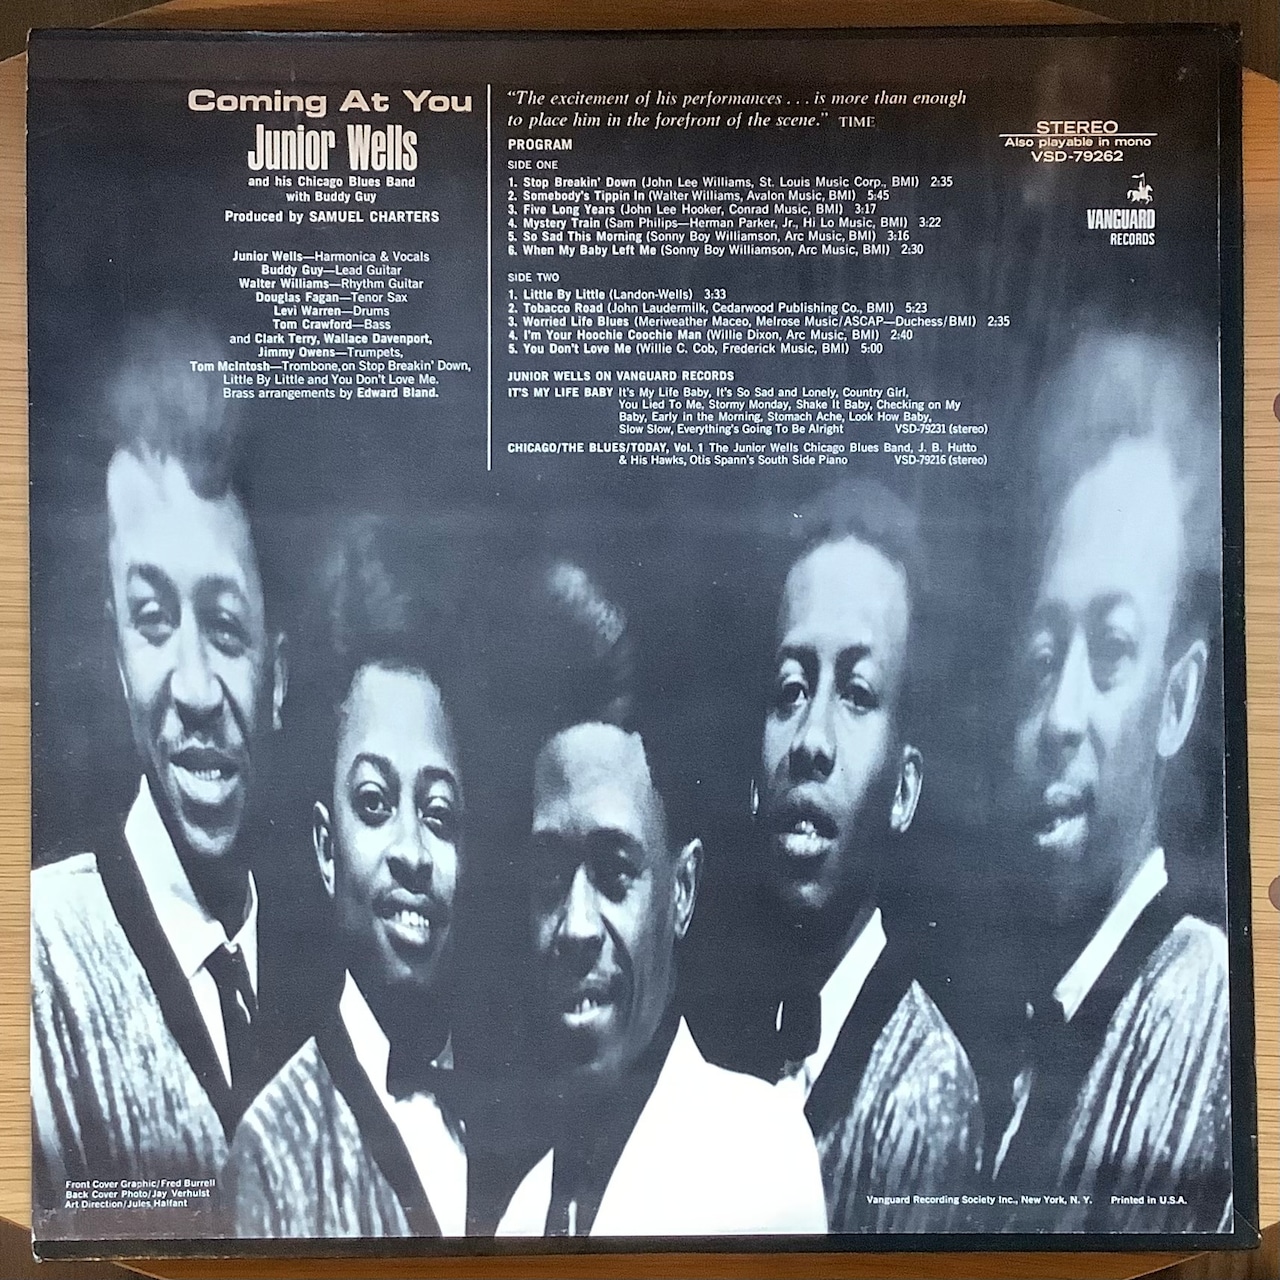 Coming At You
Junior Wells
and his Chicago Blues Band
with Buddy Guy
Produced by SAMUEL CHARTERS
Junior Wells—Harmonica & Vocals
Buddy Guy—Lead Guitar
Walter Williams—Rhythm Guitar
Douglas Fagan—Tenor Sax
Levi Warren—Drums
Tom Crawford—Bass
and Clark Terry, Wallace Davenport,
Jimmy Owens—Trumpets,
Tom McIntosh—Trombone,on Stop Breakin' Down,
Little By Little and You Don't Love Me.
Brass arrangements by Edward Bland.
“The excitement of his performances . . . is more than enough
to place him in the forefront of the scene.” TIME
PROGRAM
SIDE ONE
1. Stop Breakin' Down (John Lee Williams, St. Louis Music Corp., BMI) 2:35
2. Somebody's Tippin In (Walter Williams, Avalon Music, BMI) 5:45
3. Five Long Years (John Lee Hooker, Conrad Music, BMI) 3:17
4. Mystery Train (Sam Philips—Herman Parker, Jr., Hi Lo Music, BMI) 3:22
5. So Sad This Morning (Sonny Boy Williamson, Arc Music, BMI) 3:16
6. When My Baby Left Me (Sonny Boy Williamson, Arc Music, BMI) 2:30
SIDE TWO
1. Little By Little (Landon-Wells) 3:33
2. Tobacco Road (John Laudermilk, Cedarwood Publishing Co., BMI) 5:23
3. Worried Life Blues (Meriweather Maceo, Melrose Music/ASCAP—Duchess/BMI) 2:35
4. I'm Your Hoochie Coochie Man (Willie Dixon, Arc Music, BMI) 2:40
5. You Don't Love Me (Willie C. Cob, Frederick Music, BMI) 5:00
JUNIOR WELLS ON VANGUARD RECORDS
IT'S MY LIFE BABY It's My Life Baby, It's So Sad and Lonely, Country Girl,
You Lied To Me, Stormy Monday, Shake It Baby, Checking on My
Baby, Early in the Morning, Stomach Ache, Look How Baby,
Slow Slow, Everything's Going To Be Alright VSD-79231 (stereo)
CHICAGO/THE BLUES/TODAY, Vol. 1 The Junior Wells Chicago Blues Band, J. B. Hutto
& His Hawks, Otis Spann's South Side Piano VSD-79216 (stereo)
STEREO
Also playable in mono
VSD-79262
VANGUARD
RECORDS
Front Cover Graphic/Fred Burrell
Back Cover Photo/Jay Verhulst
Art Direction/Jules Halfant
Vanguard Recording Society Inc., New York, N. Y. Printed in U.S.A.